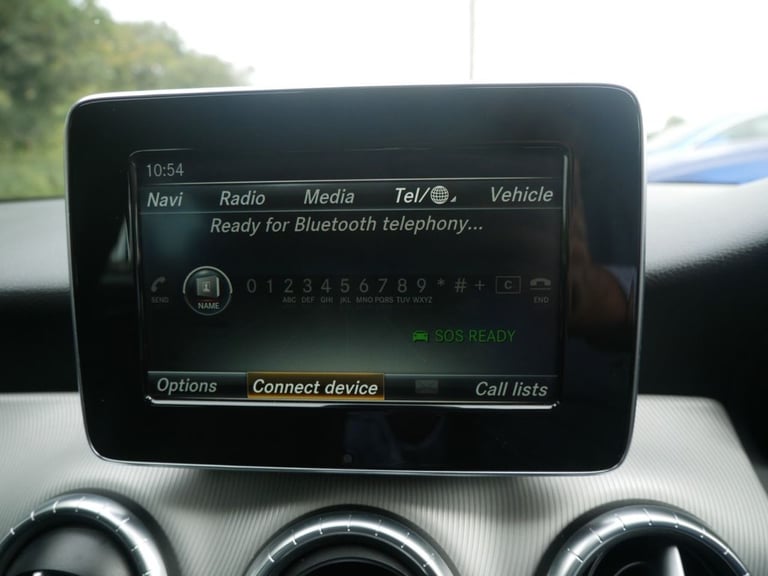 10:54
Navi Radio Media Tel/ Vehicle
Ready for Bluetooth telephony...
0 1 2 3 4 5 6 7 8 9 * # + C
SEND NAME ABC DEF GHI JKL MNO PQRS TUV WXYZ END
SOS READY
Options Connect device Call lists